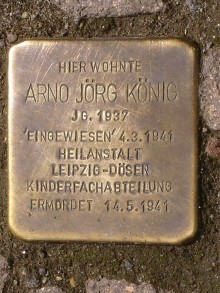 HIER WOHNTE
ARNO JÖRG KÖNIG
JG. 1937
'EINGEWIESEN' 4.3.1941
HEILANSTALT
LEIPZIG-DÖSEN
KINDERFACHABTEILUNG
ERMORDET 14.5.1941